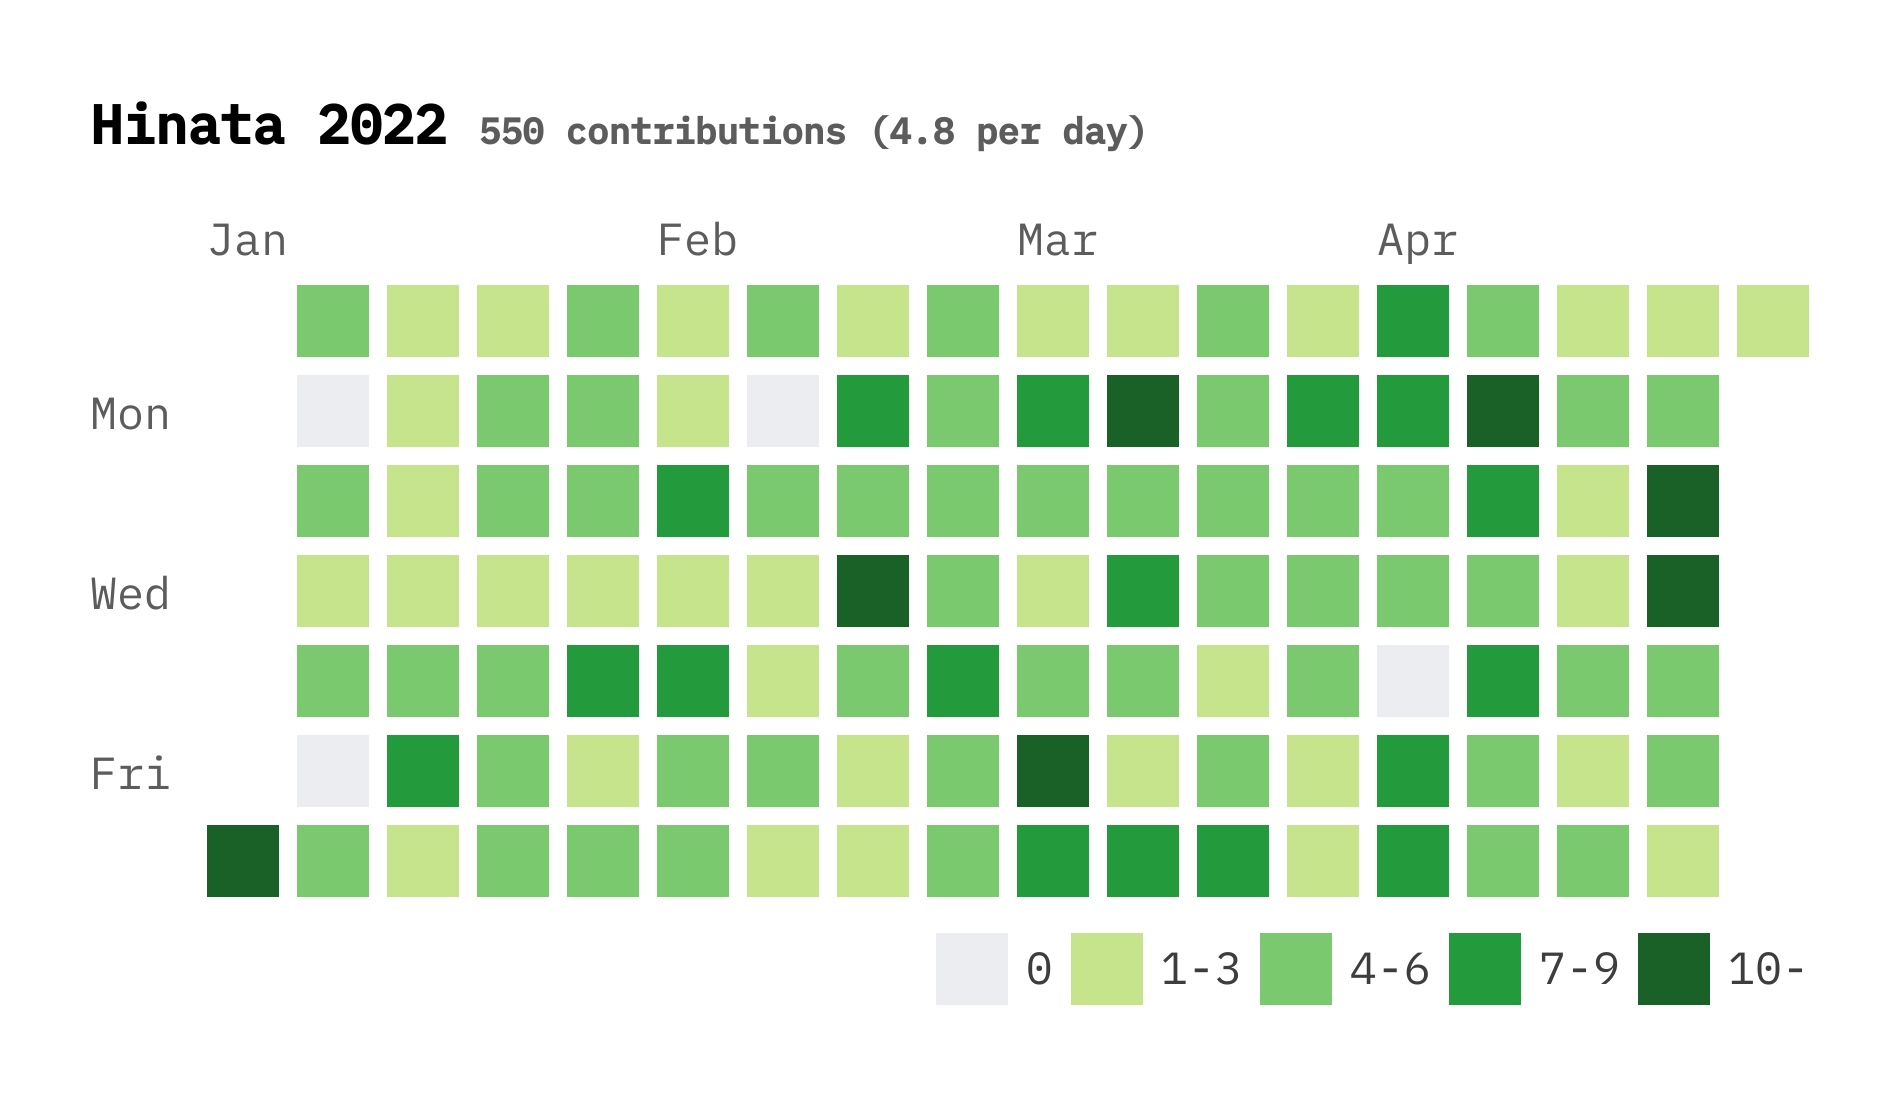 Hinata 2022 550 contributions (4.8 per day)
Jan Feb Mar Apr
Mon
Wed
Fri
0 1-3 4-6 7-9 10-